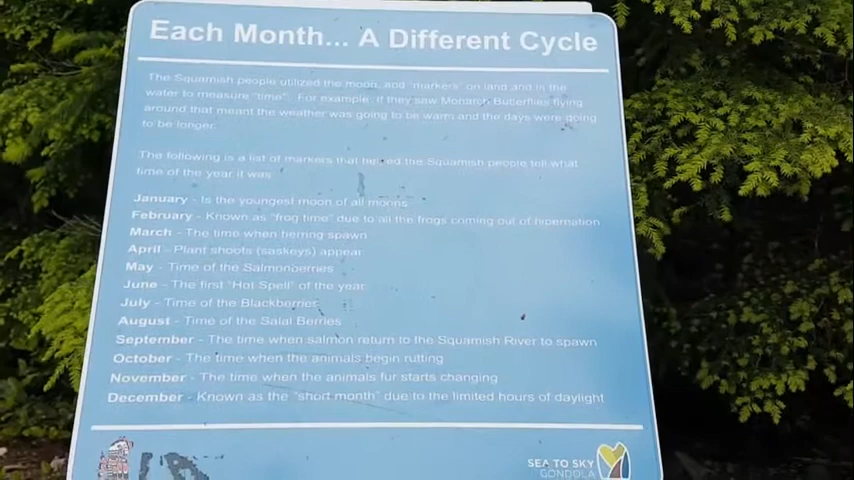 Each Month... A Different Cycle
The Squamish people utilized the moon, and "markers" on land and in the
water to measure "time". For example, if they saw Monarch Butterflies flying
around that meant the weather was going to be warm and the days were going
to be longer.
The following is a list of markers that helped the Squamish people tell what
time of the year it was
January - Is the youngest moon of all moons
February - Known as "frog time" due to all the frogs coming out of hibernation
March - The time when herring spawn
April - Plant shoots (saskeys) appear
May - Time of the Salmonberries
June - The first "Hot Spell" of the year
July - Time of the Blackberries
August - Time of the Salal Berries
September - The time when salmon return to the Squamish River to spawn
October - The time when the animals begin rutting
November - The time when the animals fur starts changing
December - Known as the "short month" due to the limited hours of daylight
SEA TO SKY
GONDOLA